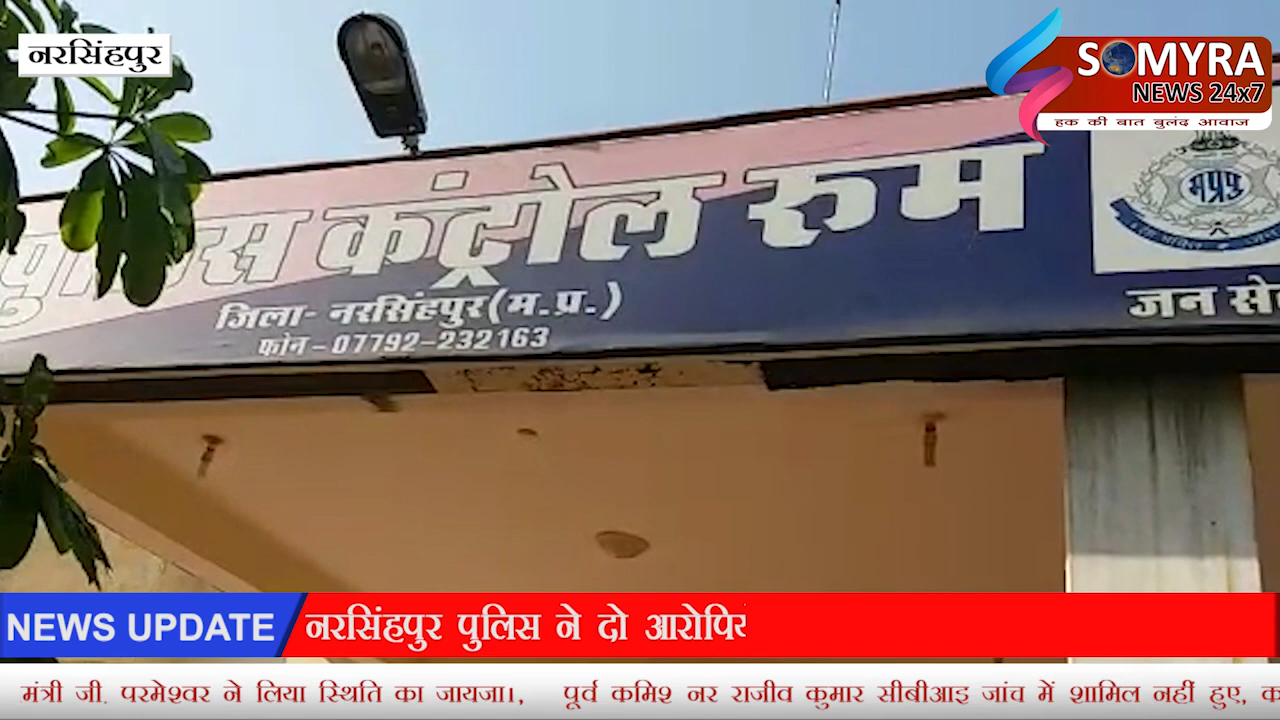 नरसिंहपुर
SOMYRA
NEWS 24x7
हक की बात बुलंद आवाज
कंट्रोल रुम
मप्रपु
जिला- नरसिंहपुर(म.प्र.)
जन
फोन-07792-232163
NEWS UPDATE
नरसिंहपुर पुलिस ने दो
मंत्री जी. परमेश्वर ने लिया स्थिति का जायजा।, पूर्व कमिश नर राजीव कुमार सीबीआइ जांच में शामिल नहीं हुए,